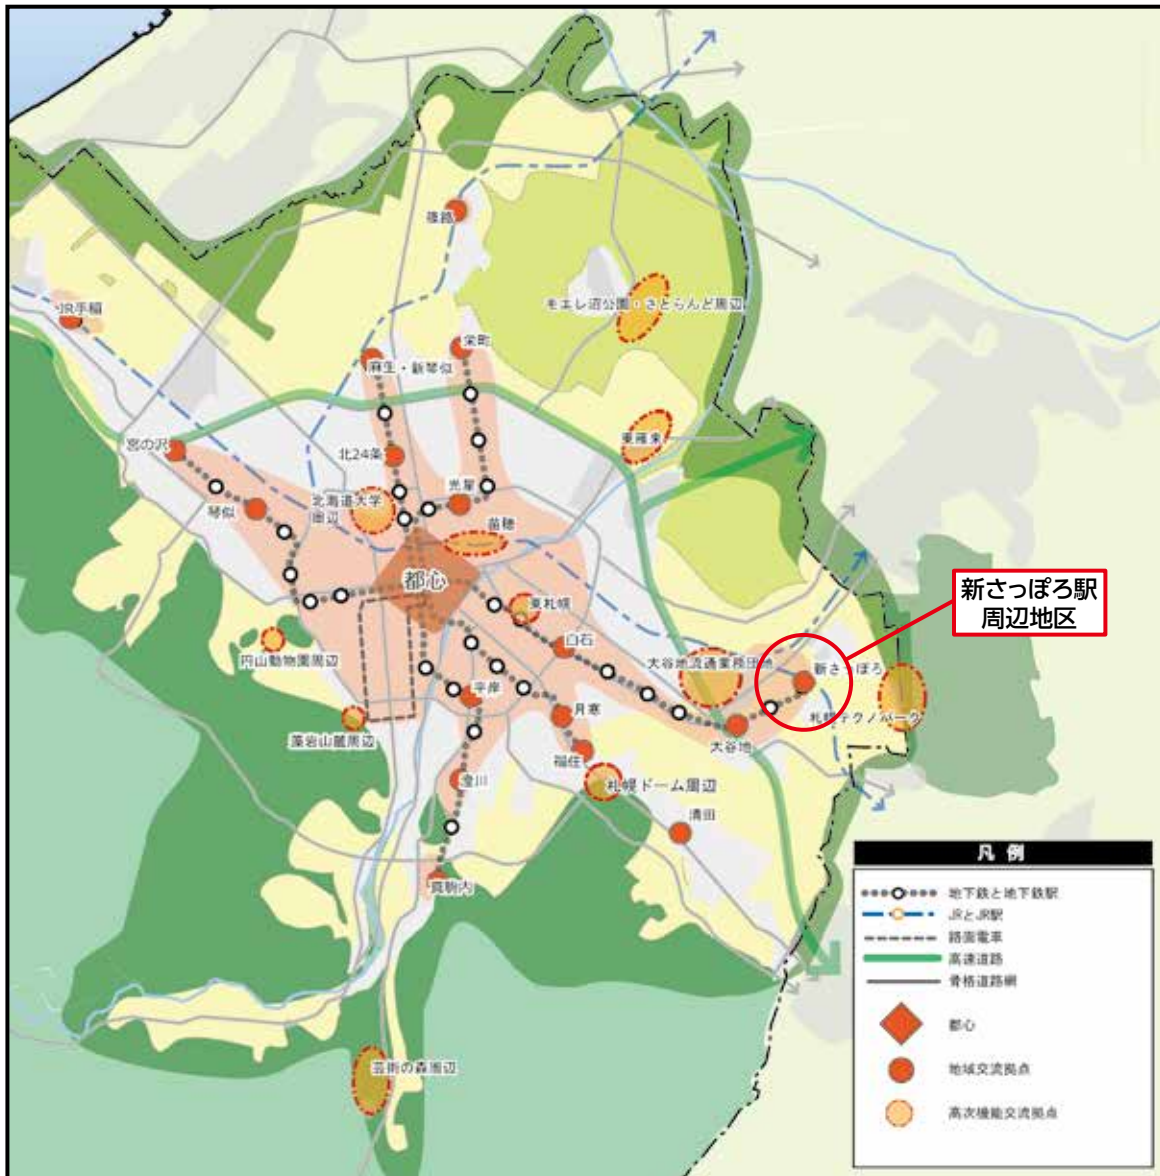 篠路
モエレ沼公園・さとらんど周辺
JR手稲
栄町
麻生・新琴似
宮の沢
北24条
東雁来
光星
北海道大学
周辺
琴似
苗穂
都心
新さっぽろ駅
周辺地区
東札幌
白石
円山動物園周辺
大谷地流通業務団地
新さっぽろ
平岸
月寒
札幌テクノパーク
藻岩山麓周辺
大谷地
福住
澄川
札幌ドーム周辺
清田
真駒内
芸術の森周辺
凡例
地下鉄と地下鉄駅
JRとJR駅
路面電車
高速道路
骨格道路網
都心
地域交流拠点
高次機能交流拠点